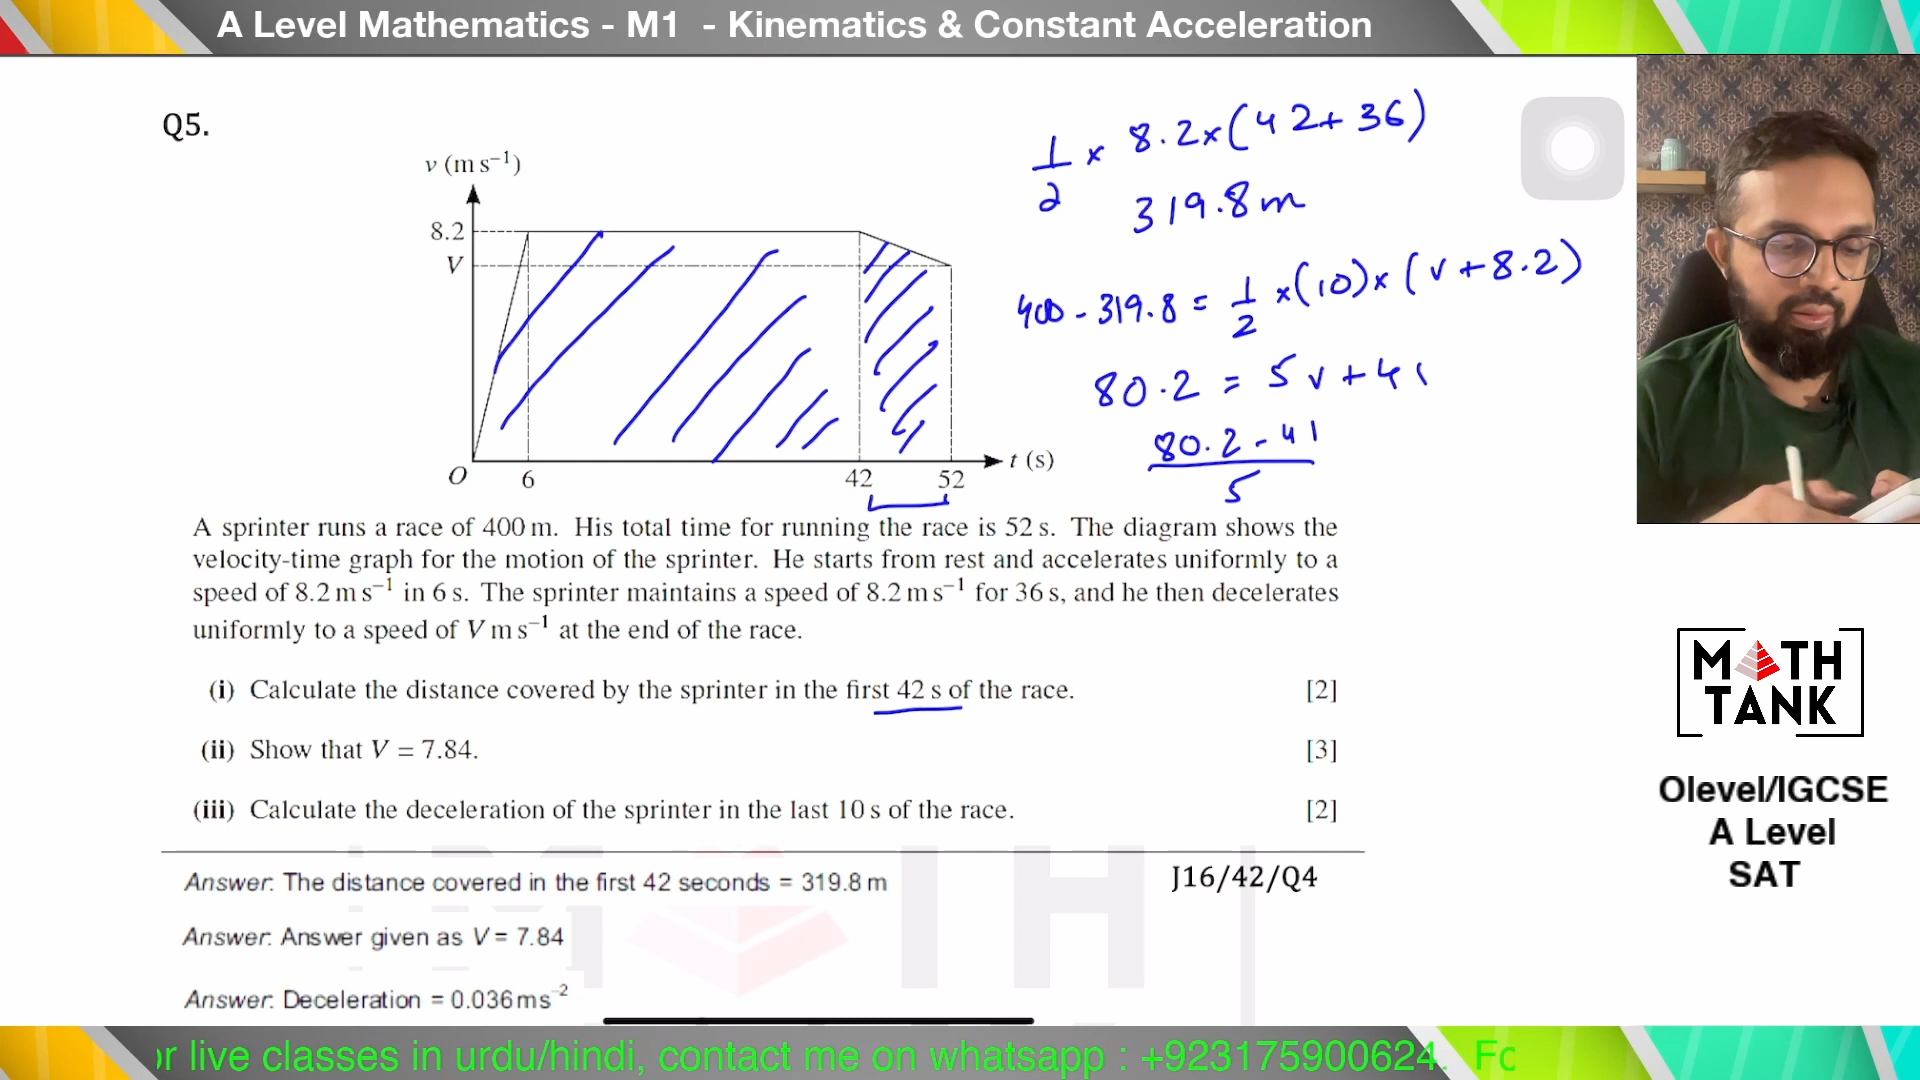 A Level Mathematics - M1 - Kinematics & Constant Acceleration
Q5.
v (m s⁻¹)
8.2
V
O
6
42
52
t (s)
1/2 × 8.2×(42+36)
319.8m
400 - 319.8 = 1/2 ×(10)×(v+8.2)
80.2 = 5v+41
80.2-41
5
A sprinter runs a race of 400 m. His total time for running the race is 52 s. The diagram shows the
velocity-time graph for the motion of the sprinter. He starts from rest and accelerates uniformly to a
speed of 8.2 m s⁻¹ in 6 s. The sprinter maintains a speed of 8.2 m s⁻¹ for 36 s, and he then decelerates
uniformly to a speed of V m s⁻¹ at the end of the race.
(i) Calculate the distance covered by the sprinter in the first 42 s of the race. [2]
(ii) Show that V = 7.84. [3]
(iii) Calculate the deceleration of the sprinter in the last 10 s of the race. [2]
Answer: The distance covered in the first 42 seconds = 319.8 m
J16/42/Q4
Answer: Answer given as V = 7.84
Answer: Deceleration = 0.036 ms⁻²
MATH
TANK
Olevel/IGCSE
A Level
SAT
or live classes in urdu/hindi, contact me on whatsapp : +923175900624. Fo